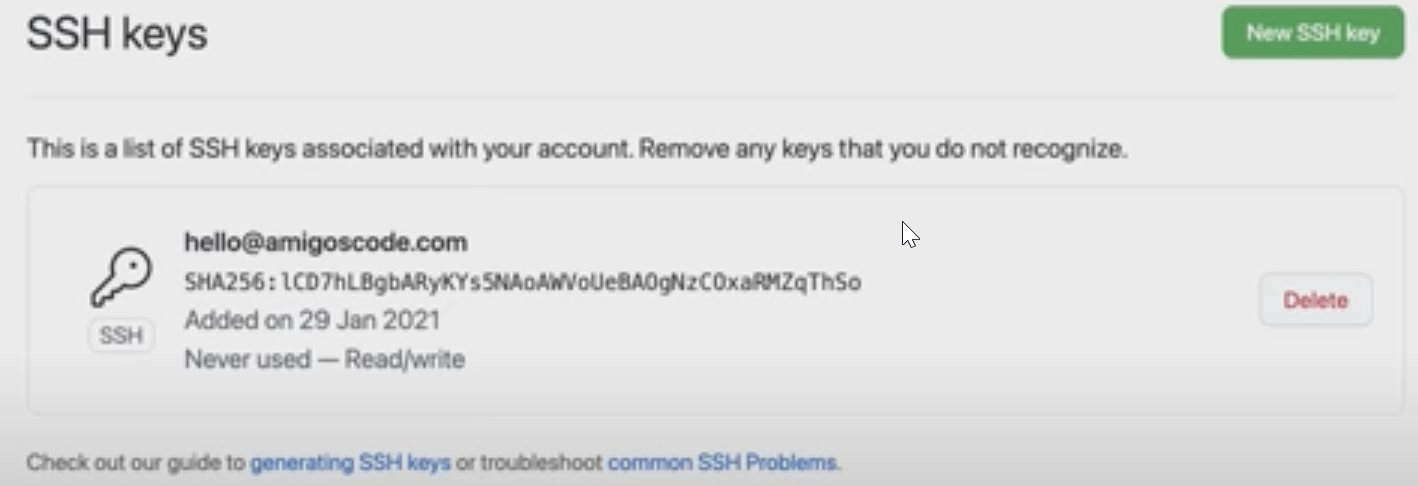 SSH keys
New SSH key
This is a list of SSH keys associated with your account. Remove any keys that you do not recognize.
hello@amigoscode.com
SHA256:lCD7hLBgbARyKYs5NAoAWVoUeBAOgNzCOxaRMZqThSo
Added on 29 Jan 2021
SSH
Never used — Read/write
Delete
Check out our guide to generating SSH keys or troubleshoot common SSH Problems.